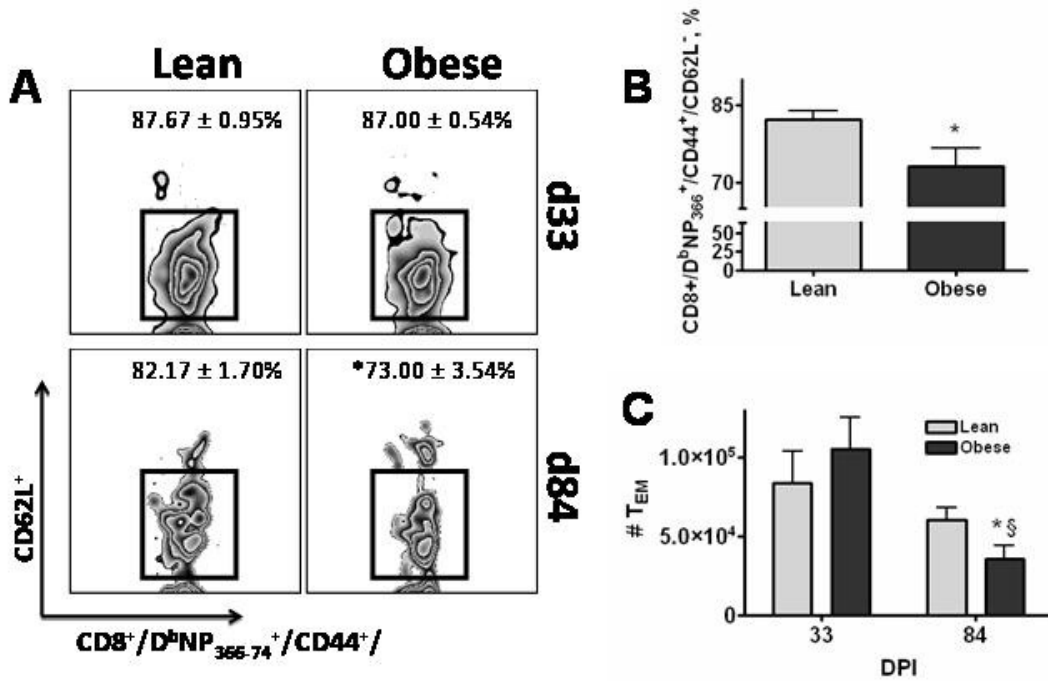 A
Lean Obese
87.67 ± 0.95%
87.00 ± 0.54%
d33
82.17 ± 1.70%
*73.00 ± 3.54%
d84
CD62L⁺
CD8⁺/DᵇNP₃₆₆₋₇₄⁺/CD44⁺/
B
CD8+/DᵇNP₃₆₆⁺/CD44⁺/CD62L⁻, %
85
70
50
25
0
*
Lean Obese
C
# T_EM
1.0×10⁵
5.0×10⁴
0
Lean
Obese
*§
33 84
DPI